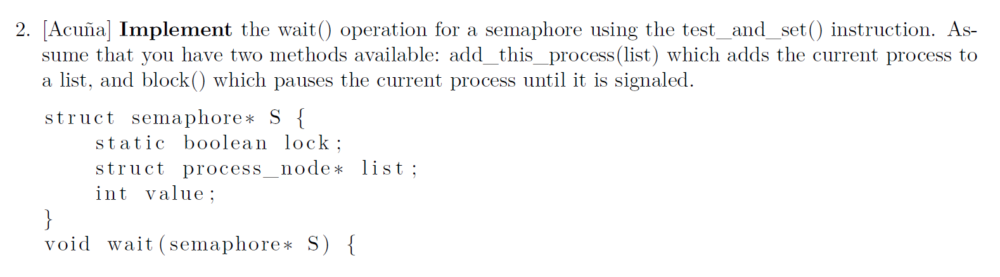 2. [Acuña] Implement the wait() operation for a semaphore using the test_and_set() instruction. As-
sume that you have two methods available: add_this_process(list) which adds the current process to
a list, and block() which pauses the current process until it is signaled.
struct semaphore* S {
static boolean lock;
struct process_node* list;
int value;
}
void wait(semaphore* S) {